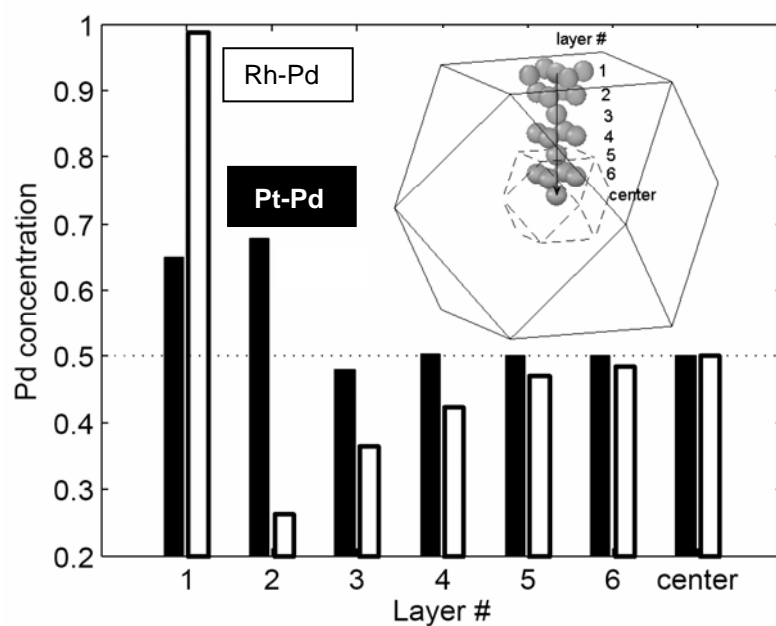 Pd concentration
1
0.9
0.8
0.7
0.6
0.5
0.4
0.3
0.2
Rh-Pd
Pt-Pd
layer #
1
2
3
4
5
6
center
1 2 3 4 5 6 center
Layer #